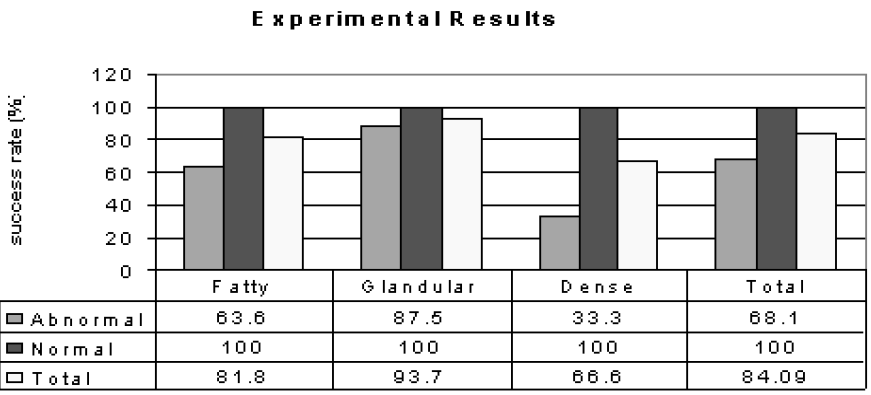 Experimental Results
success rate (%)
120
100
80
60
40
20
0
Fatty Glandular Dense Total
Abnormal 63.6 87.5 33.3 68.1
Normal 100 100 100 100
Total 81.8 93.7 66.6 84.09